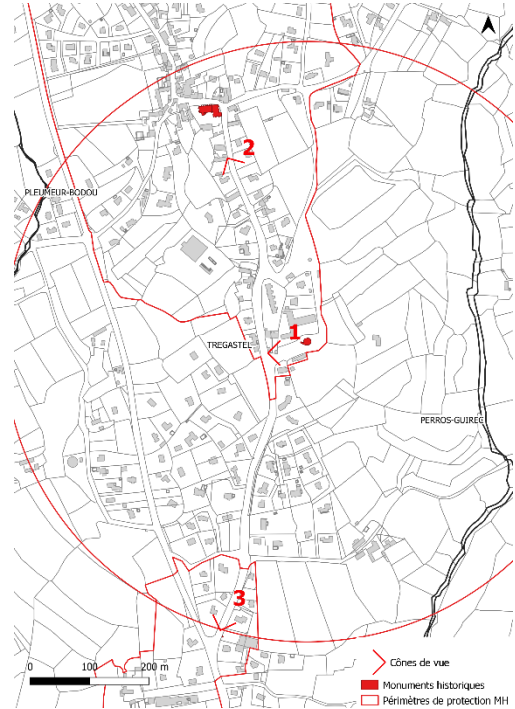 2
PLEUMEUR-BODOU
1
TREGASTEL
PERROS-GUIREC
3
0 100 200 m
Cônes de vue
Monuments historiques
Périmètres de protection MH